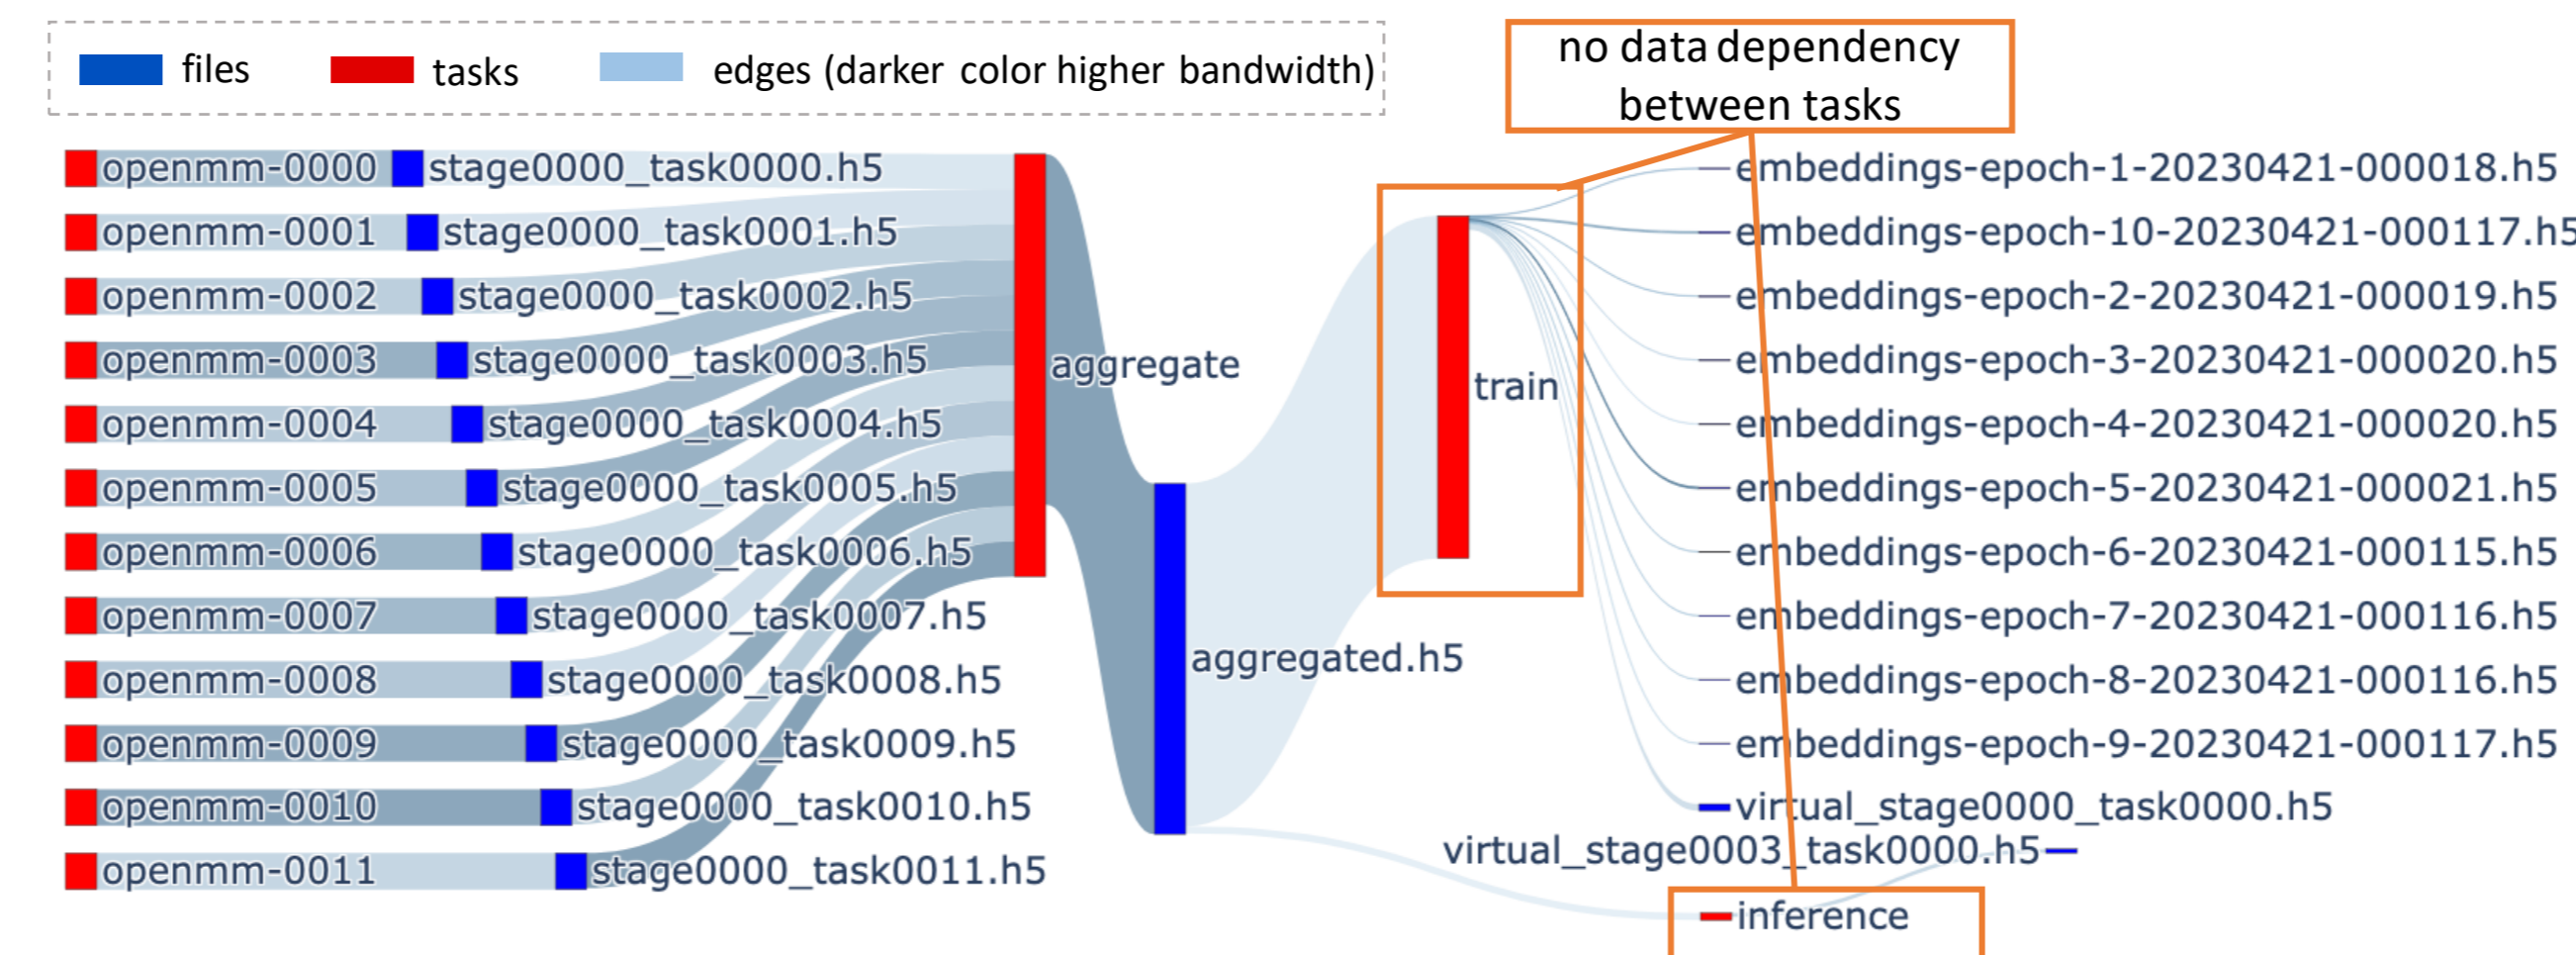 files
tasks
edges (darker color higher bandwidth)
no data dependency
between tasks
openmm-0000
stage0000_task0000.h5
openmm-0001
stage0000_task0001.h5
openmm-0002
stage0000_task0002.h5
openmm-0003
stage0000_task0003.h5
openmm-0004
stage0000_task0004.h5
openmm-0005
stage0000_task0005.h5
openmm-0006
stage0000_task0006.h5
openmm-0007
stage0000_task0007.h5
openmm-0008
stage0000_task0008.h5
openmm-0009
stage0000_task0009.h5
openmm-0010
stage0000_task0010.h5
openmm-0011
stage0000_task0011.h5
aggregate
aggregated.h5
train
embeddings-epoch-1-20230421-000018.h5
embeddings-epoch-10-20230421-000117.h5
embeddings-epoch-2-20230421-000019.h5
embeddings-epoch-3-20230421-000020.h5
embeddings-epoch-4-20230421-000020.h5
embeddings-epoch-5-20230421-000021.h5
embeddings-epoch-6-20230421-000115.h5
embeddings-epoch-7-20230421-000116.h5
embeddings-epoch-8-20230421-000116.h5
embeddings-epoch-9-20230421-000117.h5
virtual_stage0000_task0000.h5
virtual_stage0003_task0000.h5
inference